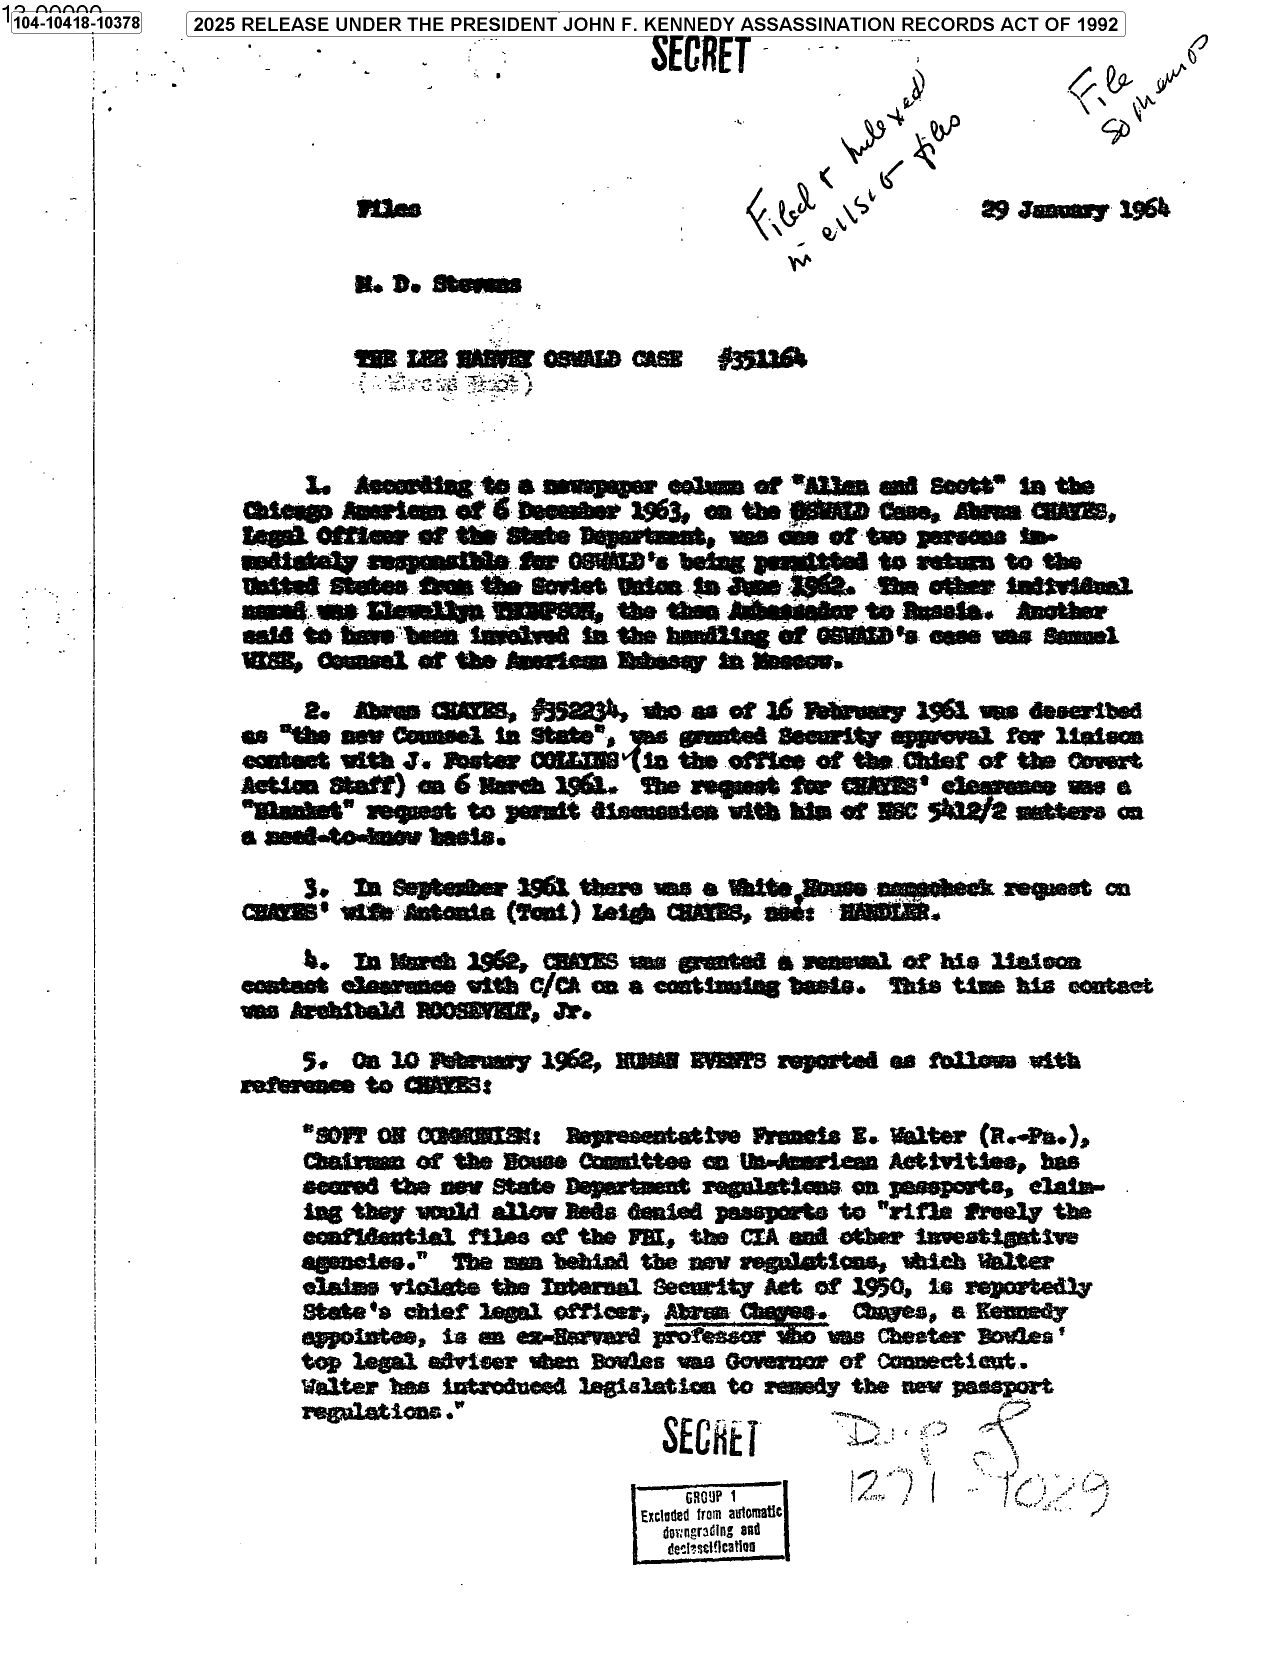 104-10418-10378
2025 RELEASE UNDER THE PRESIDENT JOHN F. KENNEDY ASSASSINATION RECORDS ACT OF 1992
SECRET
File
Filed & Indexed
in files
Files 29 January 1964
M. D. Stevens
THE LEE HARVEY OSWALD CASE #351164
1. According to a newspaper column of "Allen and Scott" in the
Chicago American of 6 December 1963, on the OSWALD Case, Abram CHAYES,
Legal Officer of the State Department, was one of two persons im-
mediately responsible for OSWALD's being permitted to return to the
United States from the Soviet Union in June 1962. The other individual
named was Llewellyn THOMPSON, the then Ambassador to Russia. Another
said to have been involved in the handling of OSWALD's case was Samuel
WISE, Counsel of the American Embassy in Moscow.
2. Abram CHAYES, #352234, who as of 16 February 1961 was described
as "the new Counsel in State", was granted Security approval for liaison
contact with J. Foster COLLINS (in the office of the Chief of the Covert
Action Staff) on 6 March 1961. The request for CHAYES' clearance was a
"Blanket" request to permit discussion with him of NSC 5412/2 matters on
a need-to-know basis.
3. In September 1961 there was a White House namecheck request on
CHAYES' wife Antonia (Toni) Leigh CHAYES, nee: HANDLER.
4. In March 1962, CHAYES was granted a renewal of his liaison
contact clearance with C/CA on a continuing basis. This time his contact
was Archibald ROOSEVELT, Jr.
5. On 10 February 1962, HUMAN EVENTS reported as follows with
reference to CHAYES:
"SOFT ON COMMUNISM: Representative Francis E. Walter (R.-Pa.),
Chairman of the House Committee on Un-American Activities, has
scored the new State Department regulations on passports, claim-
ing they would allow Reds denied passports to "rifle freely the
confidential files of the FBI, the CIA and other investigative
agencies." The man behind the new regulations, which Walter
claims violate the Internal Security Act of 1950, is reportedly
State's chief legal officer, Abram Chayes. Chayes, a Kennedy
appointee, is an ex-Harvard professor who was Chester Bowles'
top legal adviser when Bowles was Governor of Connecticut.
Walter has introduced legislation to remedy the new passport
regulations."
SECRET
1271-1029
GROUP 1
Excluded from automatic
downgrading and
declassification